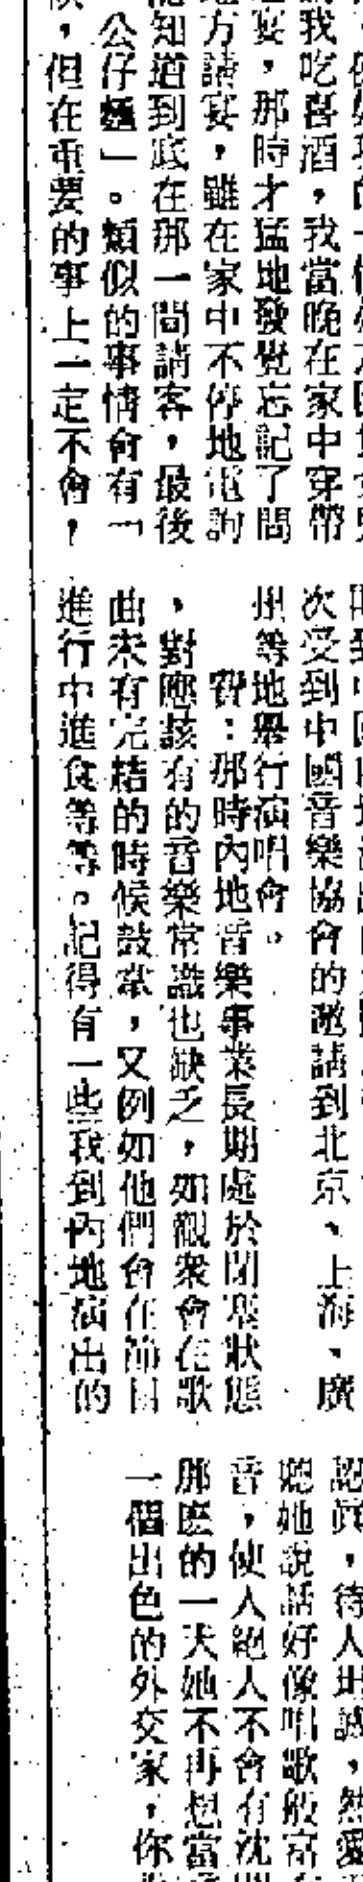 我吃喜酒，我當晚在家中穿帶
宴，那時才猛地發覺忘記了問
地方請宴，雖在家中不停地電詢
知道到底在那一間請客，最後
公仔麵」。類似的事情會有一
，但在重要的事上一定不會，
次受到中國音樂協會的邀請到北京、上海、廣
州等地舉行演唱會。
費：那時內地音樂事業長期處於閉塞狀態
，對應該有的音樂常識也缺乏，如觀衆會在歌
曲未有完結的時候鼓掌，又例如他們會在節目
進行中進食等等。記得有一些我到內地演出的
認真，待人坦誠，熱愛
聽她說話好像唱歌般富有
音，使人絕人不會有沈悶
那麽的一天她不再想當
一個出色的外交家，你